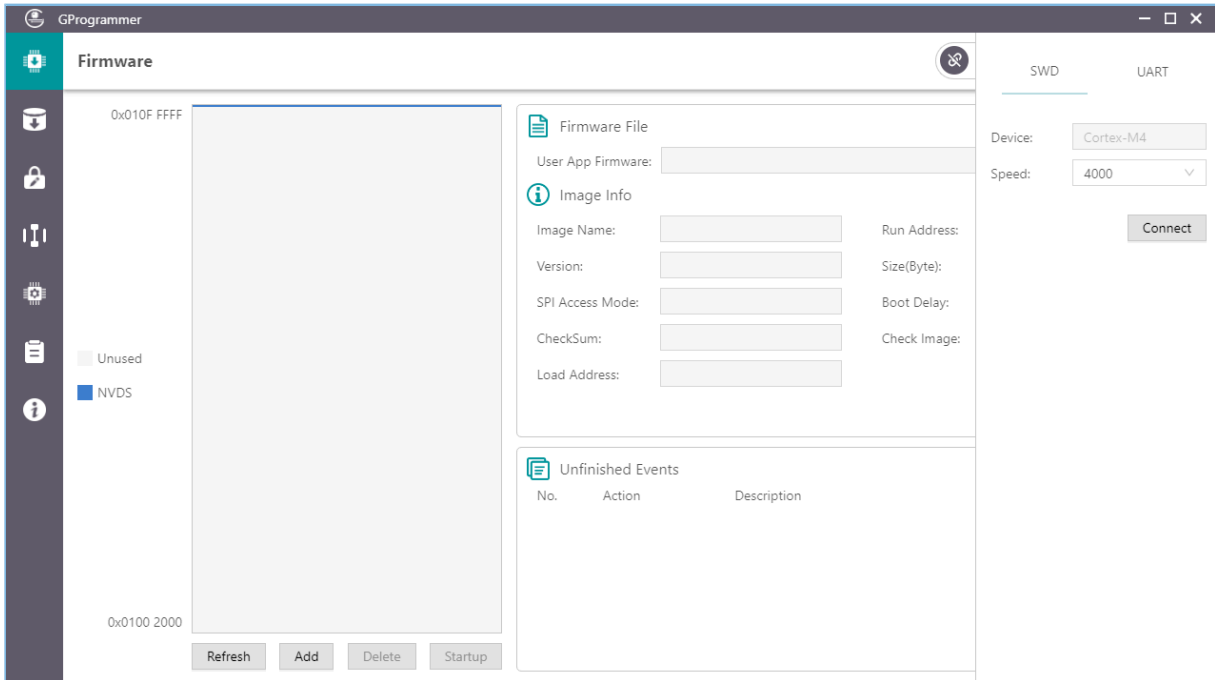 GProgrammer
Firmware
0x010F FFFF
Unused
NVDS
0x0100 2000
Refresh Add Delete Startup
Firmware File
User App Firmware:
Image Info
Image Name: Run Address:
Version: Size(Byte):
SPI Access Mode: Boot Delay:
CheckSum: Check Image:
Load Address:
Unfinished Events
No. Action Description
SWD UART
Device: Cortex-M4
Speed: 4000
Connect